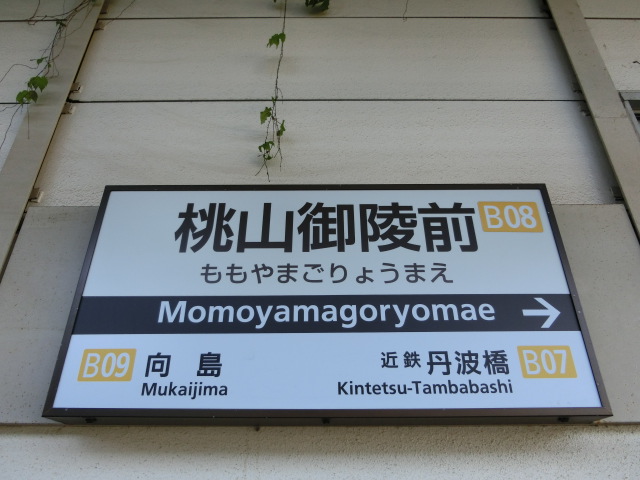 桃山御陵前 B08
ももやまごりょうまえ
Momoyamagoryomae →
B09 向島 近鉄丹波橋 B07
Mukaijima Kintetsu-Tambabashi